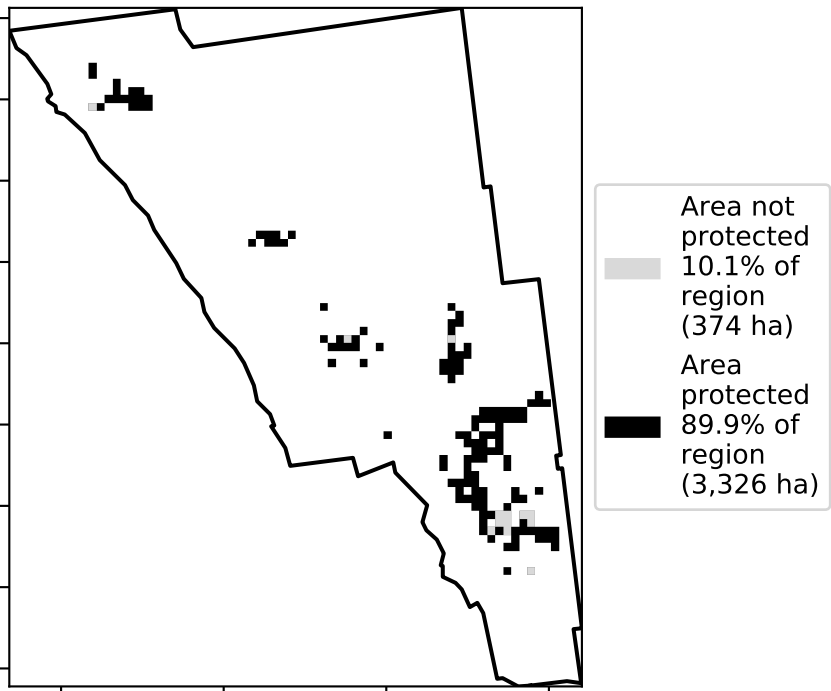 Area not
protected
10.1% of
region
(374 ha)
Area
protected
89.9% of
region
(3,326 ha)